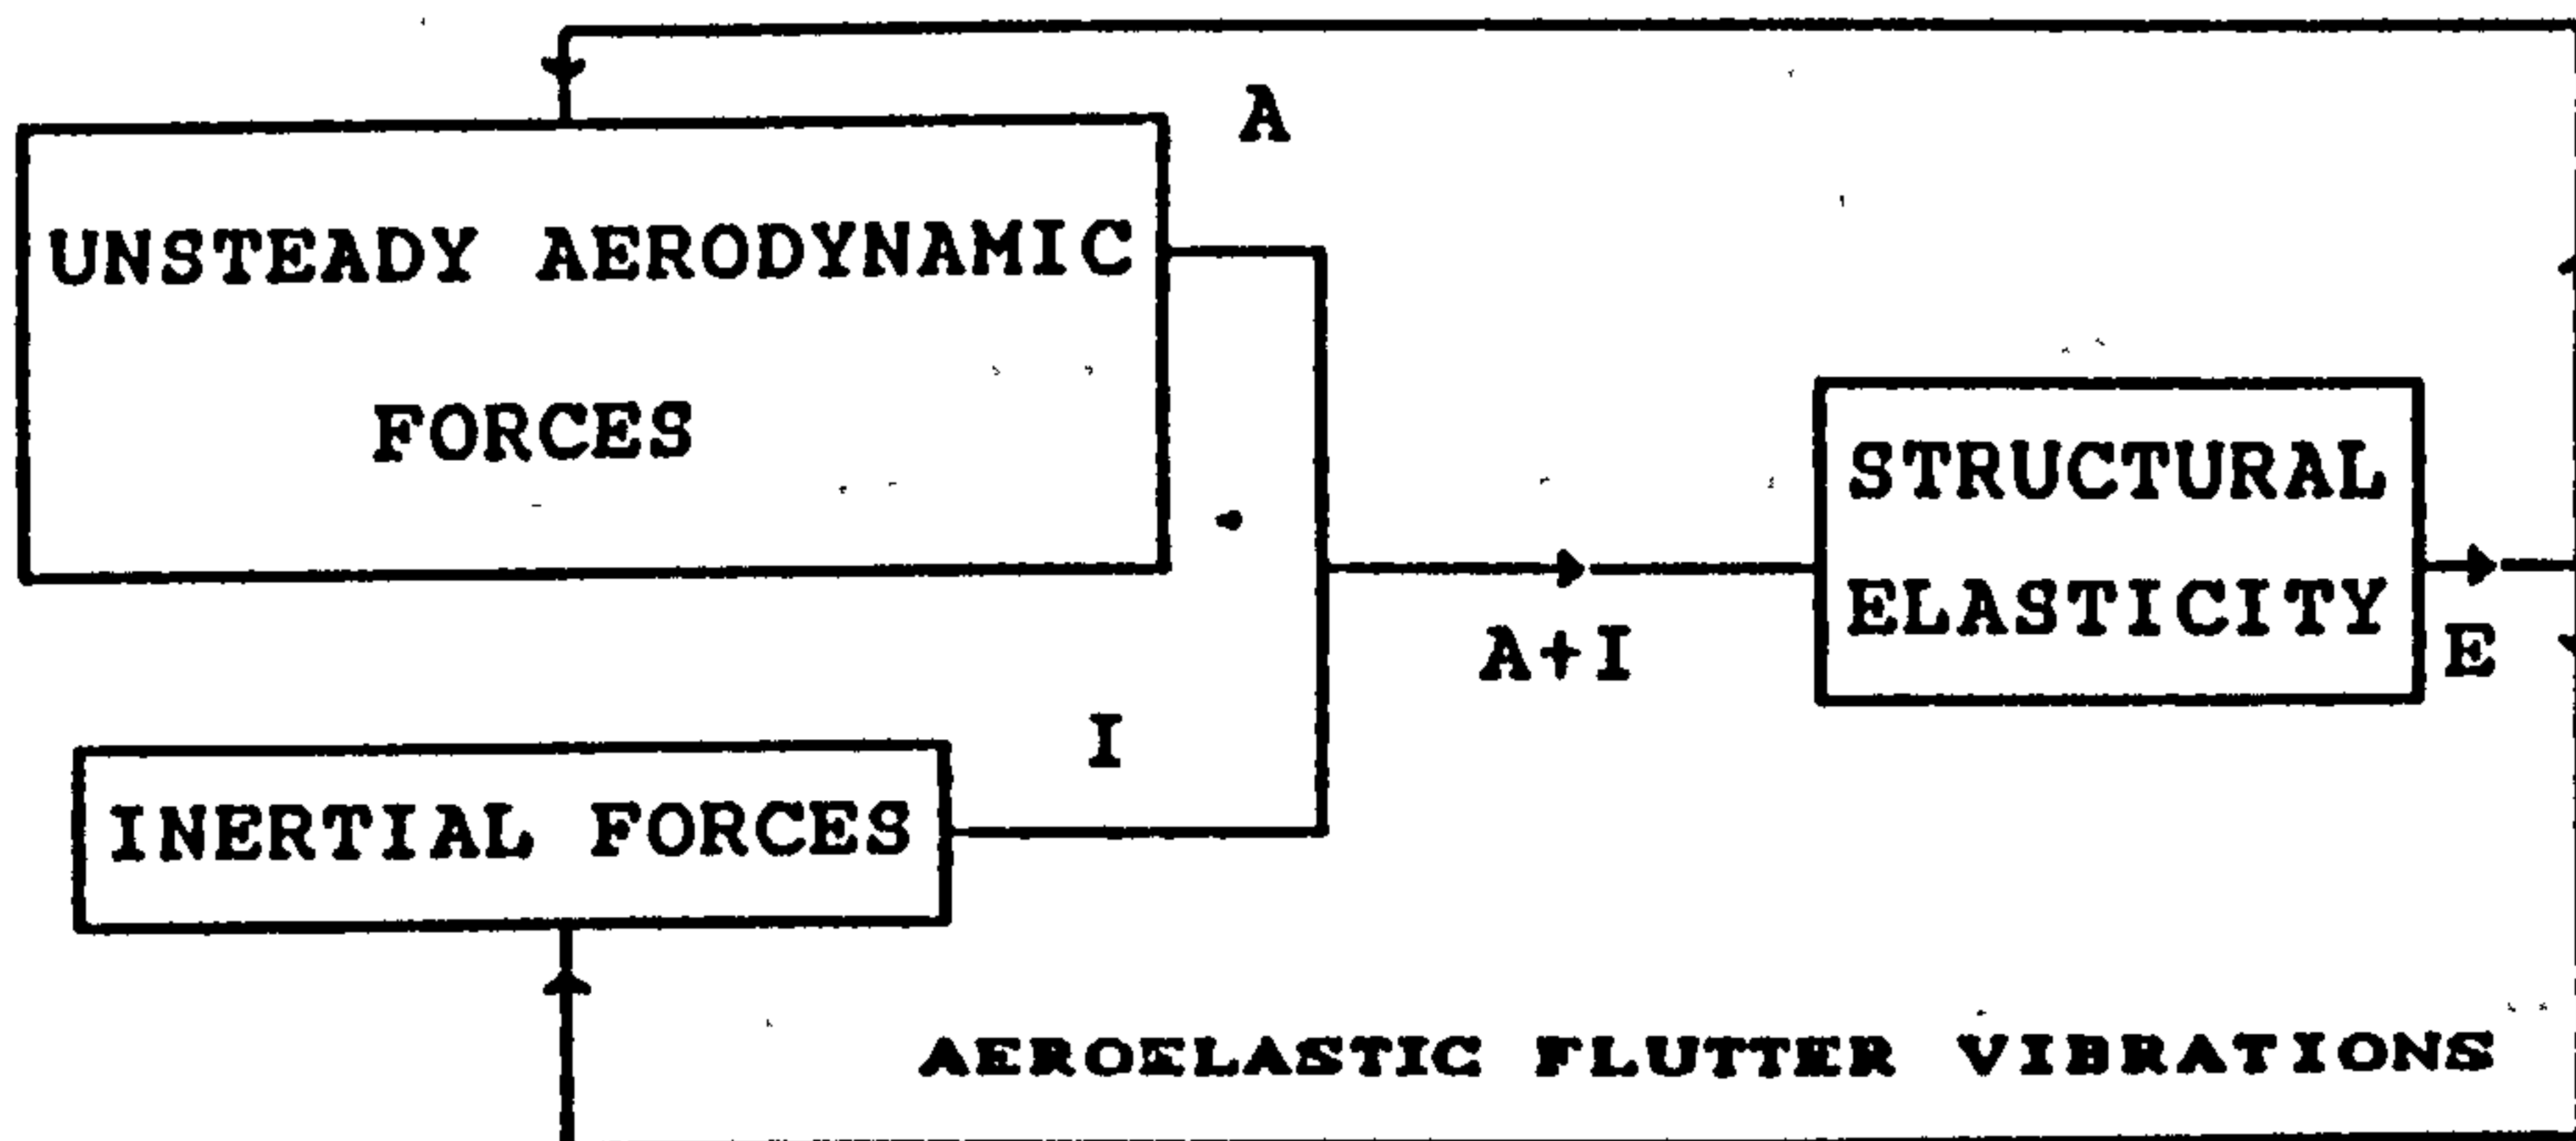 A
UNSTEADY AERODYNAMIC
FORCES
STRUCTURAL
ELASTICITY
A+I
E
I
INERTIAL FORCES
AEROELASTIC FLUTTER VIBRATIONS